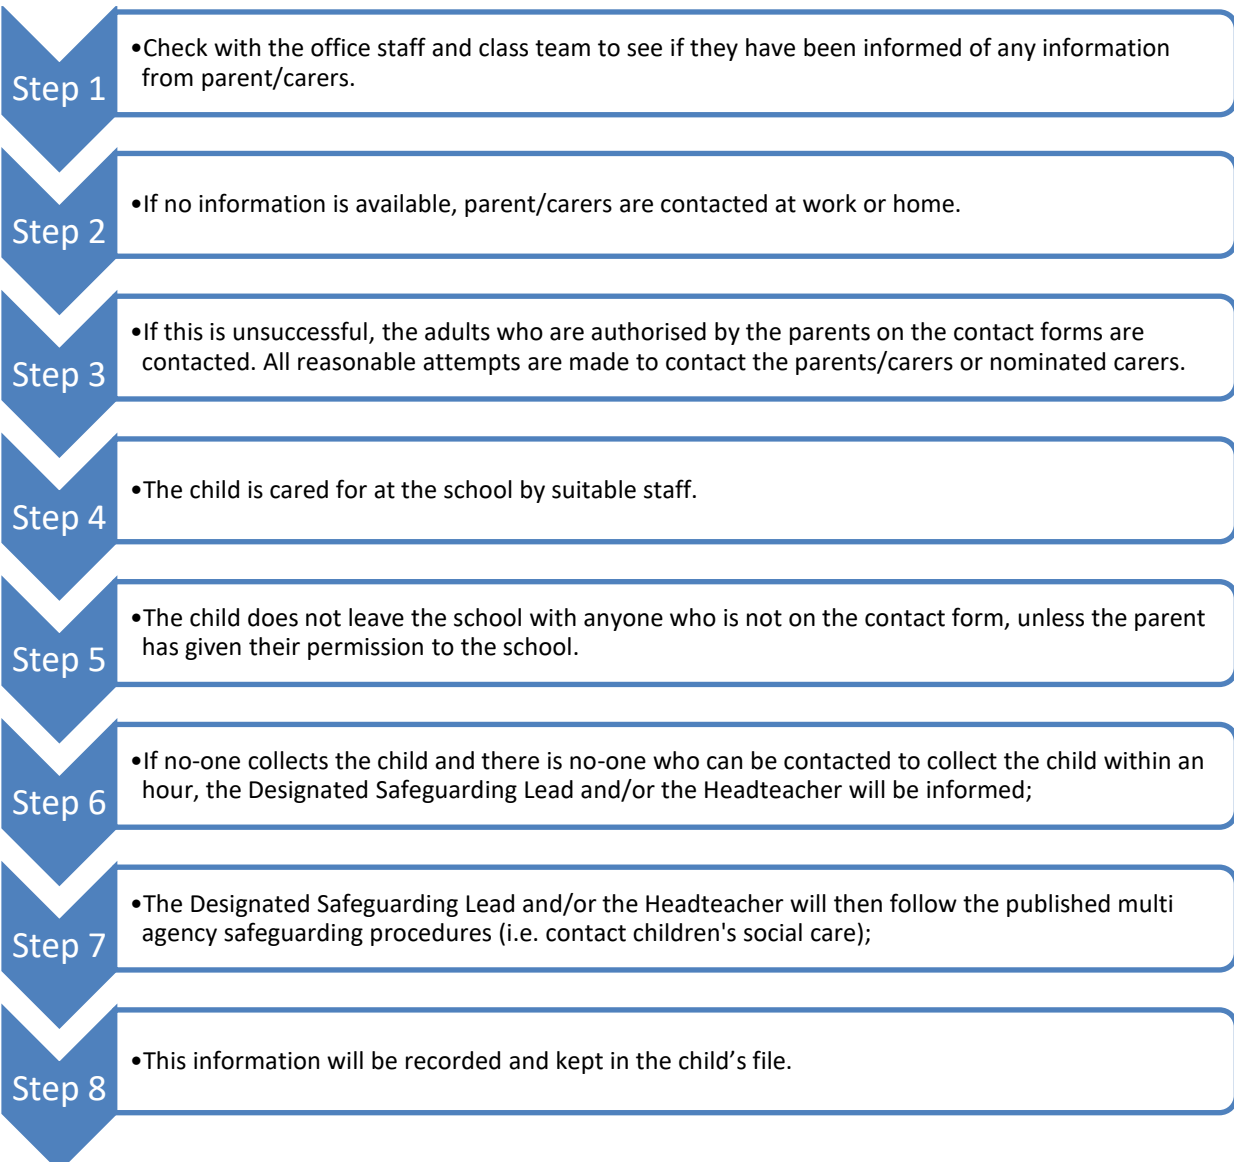 Step 1
•Check with the office staff and class team to see if they have been informed of any information
from parent/carers.
Step 2
•If no information is available, parent/carers are contacted at work or home.
Step 3
•If this is unsuccessful, the adults who are authorised by the parents on the contact forms are
contacted. All reasonable attempts are made to contact the parents/carers or nominated carers.
Step 4
•The child is cared for at the school by suitable staff.
Step 5
•The child does not leave the school with anyone who is not on the contact form, unless the parent
has given their permission to the school.
Step 6
•If no-one collects the child and there is no-one who can be contacted to collect the child within an
hour, the Designated Safeguarding Lead and/or the Headteacher will be informed;
Step 7
•The Designated Safeguarding Lead and/or the Headteacher will then follow the published multi
agency safeguarding procedures (i.e. contact children's social care);
Step 8
•This information will be recorded and kept in the child’s file.